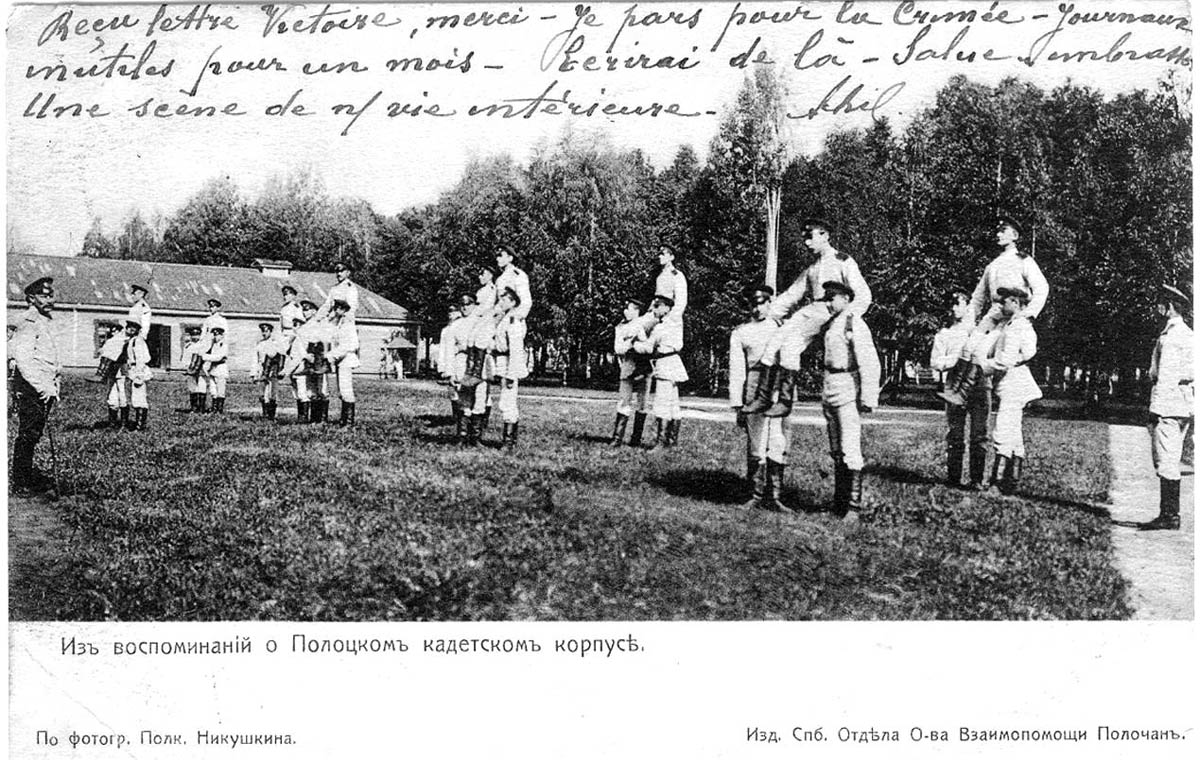 Reçu lettre Victoire, merci - Je pars pour la Crimée - Journaux
inutiles pour un mois - Ecrirai de là - Salue, embrasse
Une scène de n/ vie intérieure -
Изъ воспоминаній о Полоцкомъ кадетскомъ корпусѣ.
По фотогр. Полк. Никушкина.
Изд. Спб. Отдѣла О-ва Взаимопомощи Полочанъ.